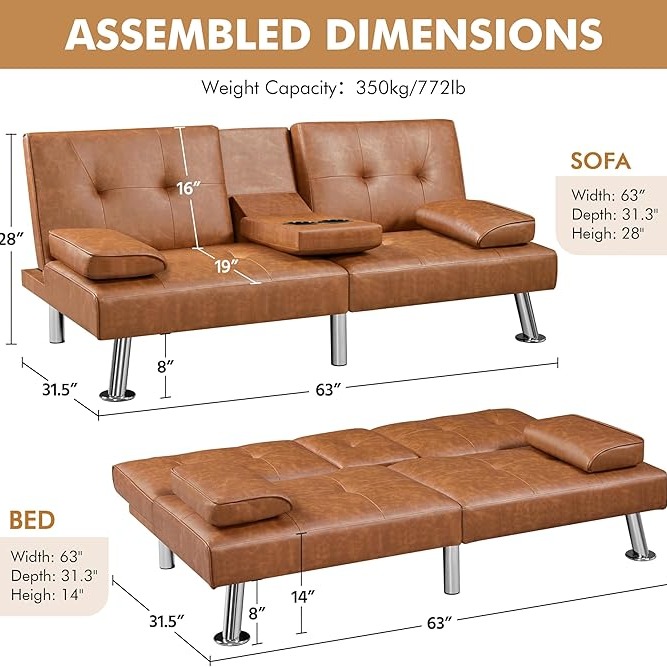 ASSEMBLED DIMENSIONS
Weight Capacity： 350kg/772lb
SOFA
Width: 63"
Depth: 31.3"
Heigh: 28"
16″
28″
19″
8″
31.5″
63″
BED
Width: 63"
Depth: 31.3"
Heigh: 14"
14″
8″
31.5″
63″